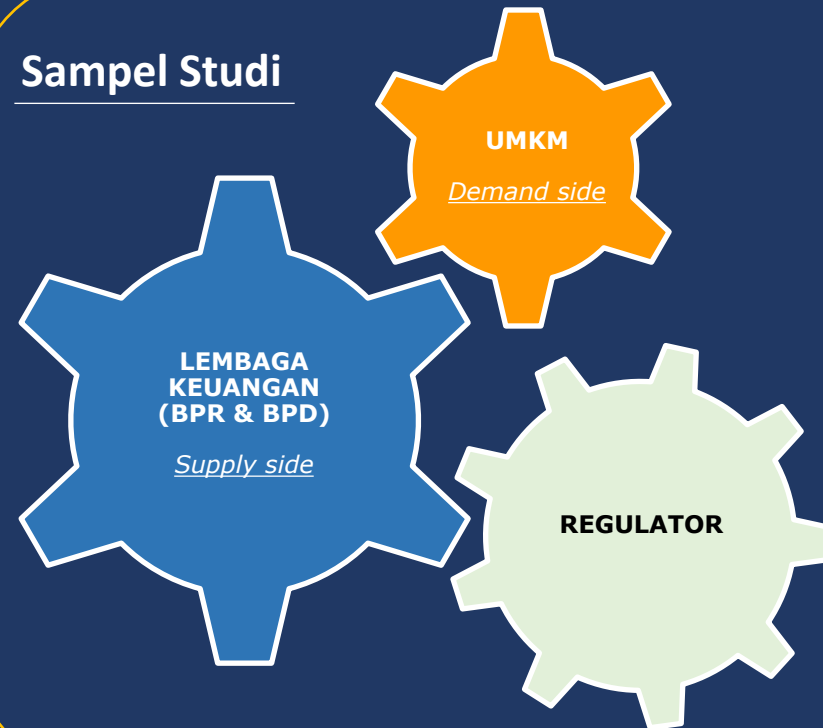 Sampel Studi
UMKM
Demand side
LEMBAGA
KEUANGAN
(BPR & BPD)
Supply side
REGULATOR